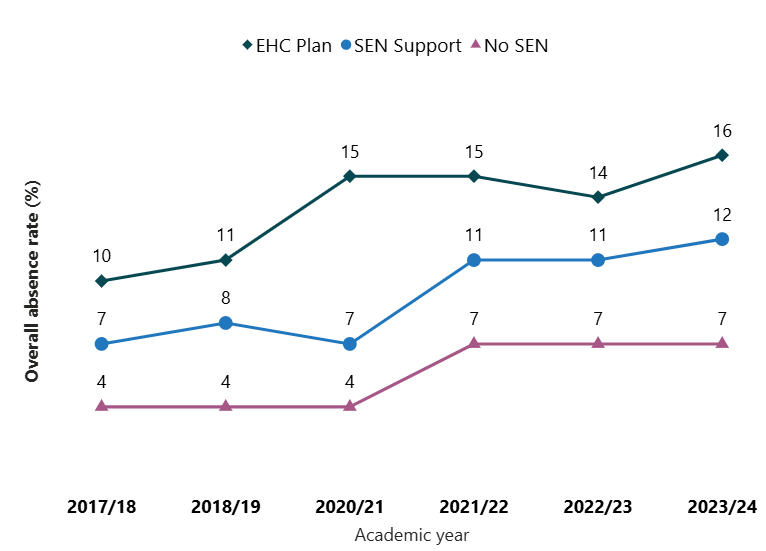 EHC Plan SEN Support No SEN
16
15 15
14
12
11 11 11
10
8
7 7 7 7 7
4 4 4
Overall absence rate (%)
2017/18 2018/19 2020/21 2021/22 2022/23 2023/24
Academic year